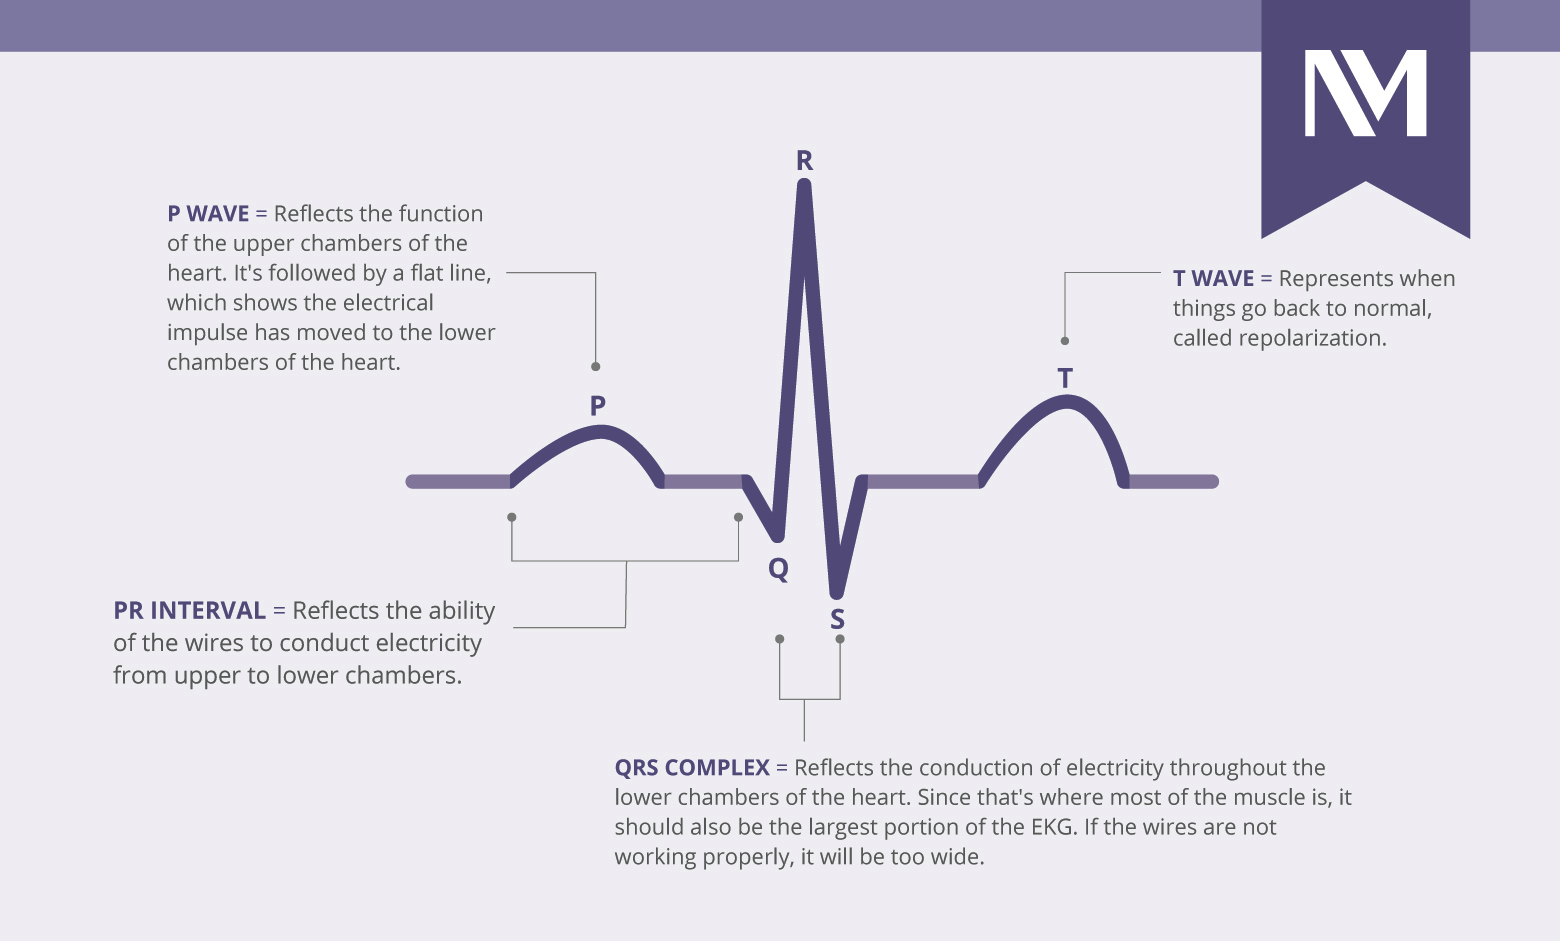 NM
R
P WAVE = Reflects the function
of the upper chambers of the
heart. It's followed by a flat line,
which shows the electrical
impulse has moved to the lower
chambers of the heart.
T WAVE = Represents when
things go back to normal,
called repolarization.
P
T
Q
S
PR INTERVAL = Reflects the ability
of the wires to conduct electricity
from upper to lower chambers.
QRS COMPLEX = Reflects the conduction of electricity throughout the
lower chambers of the heart. Since that's where most of the muscle is, it
should also be the largest portion of the EKG. If the wires are not
working properly, it will be too wide.